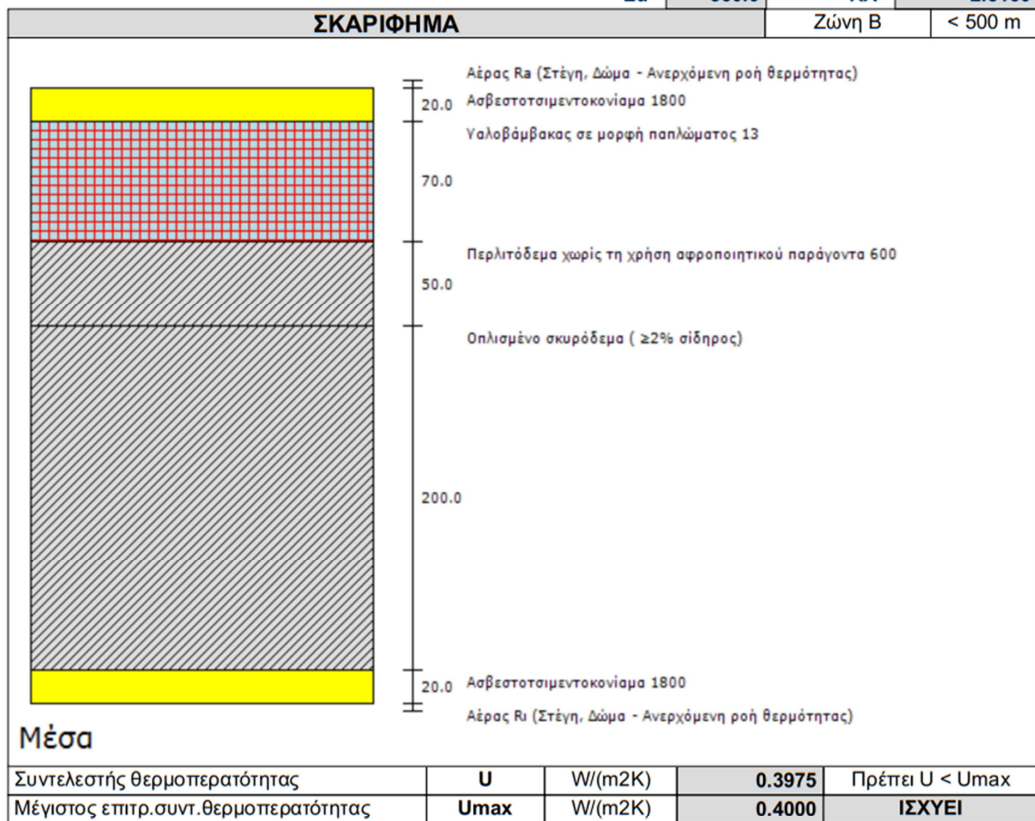 ΣΚΑΡΙΦΗΜΑ Ζώνη Β < 500 m
Αέρας Ra (Στέγη, Δώμα - Ανερχόμενη ροή θερμότητας)
20.0 Ασβεστοτσιμεντοκονίαμα 1800
Υαλοβάμβακας σε μορφή παπλώματος 13
70.0
Περλιτόδεμα χωρίς τη χρήση αφροποιητικού παράγοντα 600
50.0
Οπλισμένο σκυρόδεμα ( ≥2% σίδηρος)
200.0
20.0 Ασβεστοτσιμεντοκονίαμα 1800
Αέρας Ri (Στέγη, Δώμα - Ανερχόμενη ροή θερμότητας)
Μέσα
Συντελεστής θερμοπερατότητας U W/(m2K) 0.3975 Πρέπει U < Umax
Μέγιστος επιτρ.συντ.θερμοπερατότητας Umax W/(m2K) 0.4000 ΙΣΧΥΕΙ